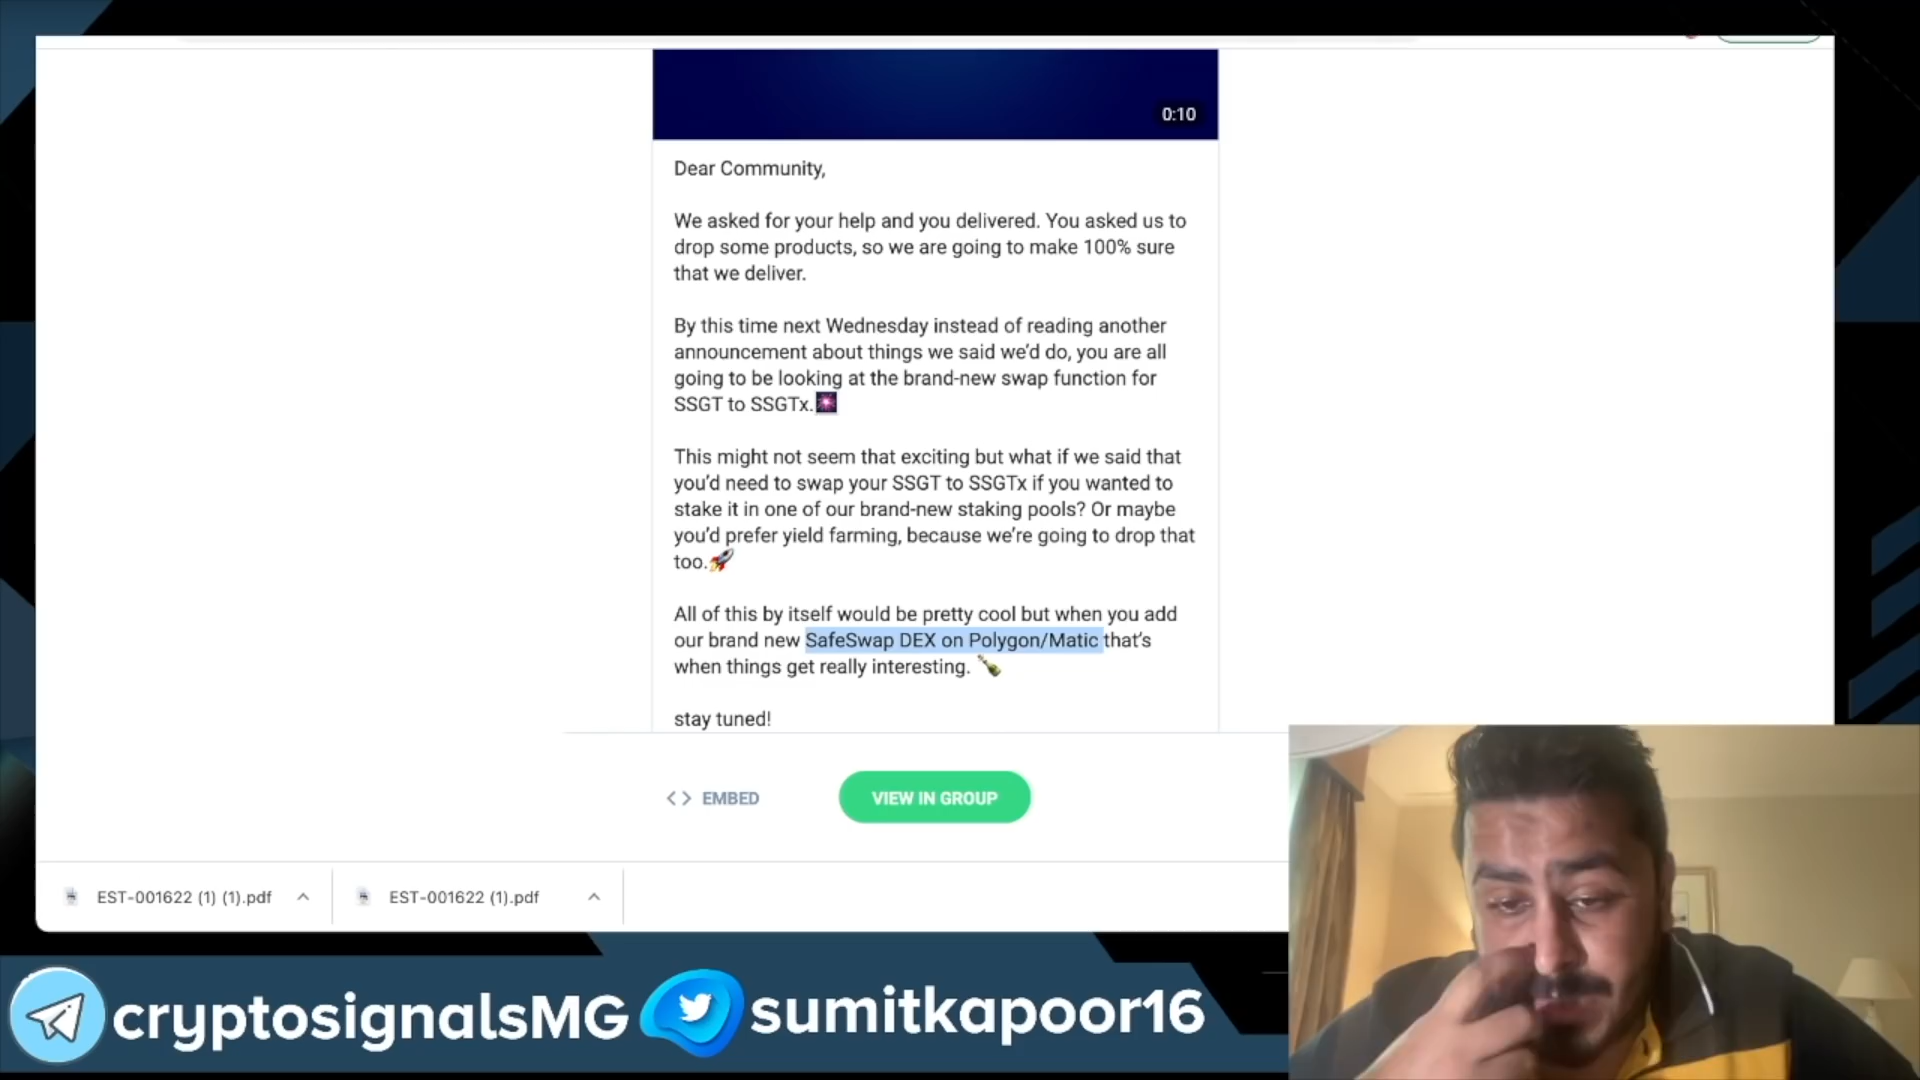 0:10
Dear Community,
We asked for your help and you delivered. You asked us to
drop some products, so we are going to make 100% sure
that we deliver.
By this time next Wednesday instead of reading another
announcement about things we said we’d do, you are all
going to be looking at the brand-new swap function for
SSGT to SSGTx.🎆
This might not seem that exciting but what if we said that
you’d need to swap your SSGT to SSGTx if you wanted to
stake it in one of our brand-new staking pools? Or maybe
you’d prefer yield farming, because we’re going to drop that
too.🚀
All of this by itself would be pretty cool but when you add
our brand new SafeSwap DEX on Polygon/Matic that’s
when things get really interesting. 🍾
stay tuned!
<> EMBED
VIEW IN GROUP
EST-001622 (1) (1).pdf
EST-001622 (1).pdf
cryptosignalsMG
sumitkapoor16